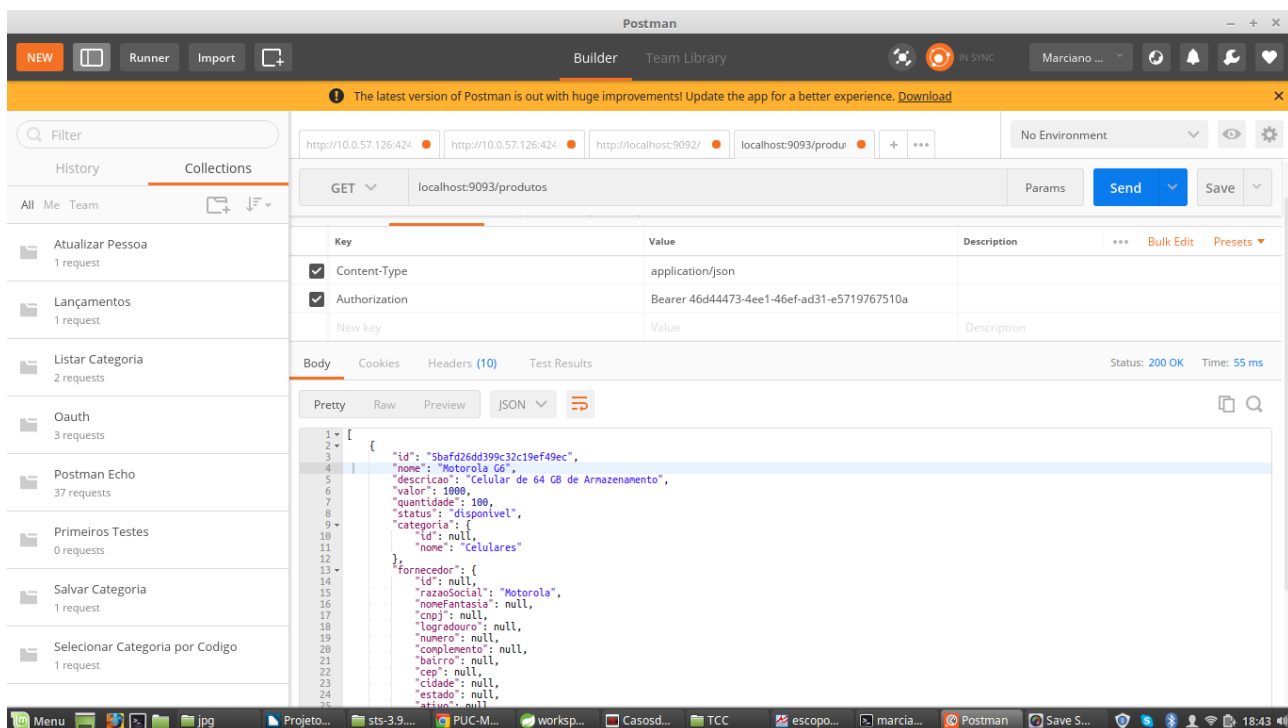 Postman
NEW Runner Import Builder Team Library IN SYNC Marciano ...
The latest version of Postman is out with huge improvements! Update the app for a better experience. Download
Filter
History Collections
All Me Team
Atualizar Pessoa
1 request
Lançamentos
1 request
Listar Categoria
2 requests
Oauth
3 requests
Postman Echo
37 requests
Primeiros Testes
0 requests
Salvar Categoria
1 request
Selecionar Categoria por Codigo
1 request
http://10.0.57.126:424 http://10.0.57.126:424 http://localhost:9092/ localhost:9093/produt + ••• No Environment
GET localhost:9093/produtos Params Send Save
Key Value Description ••• Bulk Edit Presets
Content-Type application/json
Authorization Bearer 46d44473-4ee1-46ef-ad31-e5719767510a
New key Value Description
Body Cookies Headers (10) Test Results Status: 200 OK Time: 55 ms
Pretty Raw Preview JSON
1 [
2 {
3 "id": "5bafd26dd399c32c19ef49ec",
4 "nome": "Motorola G6",
5 "descricao": "Celular de 64 GB de Armazenamento",
6 "valor": 1000,
7 "quantidade": 100,
8 "status": "disponivel",
9 "categoria": {
10 "id": null,
11 "nome": "Celulares"
12 },
13 "fornecedor": {
14 "id": null,
15 "razaoSocial": "Motorola",
16 "nomeFantasia": null,
17 "cnpj": null,
18 "logradouro": null,
19 "numero": null,
20 "complemento": null,
21 "bairro": null,
22 "cep": null,
23 "cidade": null,
24 "estado": null,
25 "ativo": null
Menu jpg Projeto... sts-3.9.... PUC-M... worksp... Casosd... TCC escopo... marcia... Postman Save S... 18:43